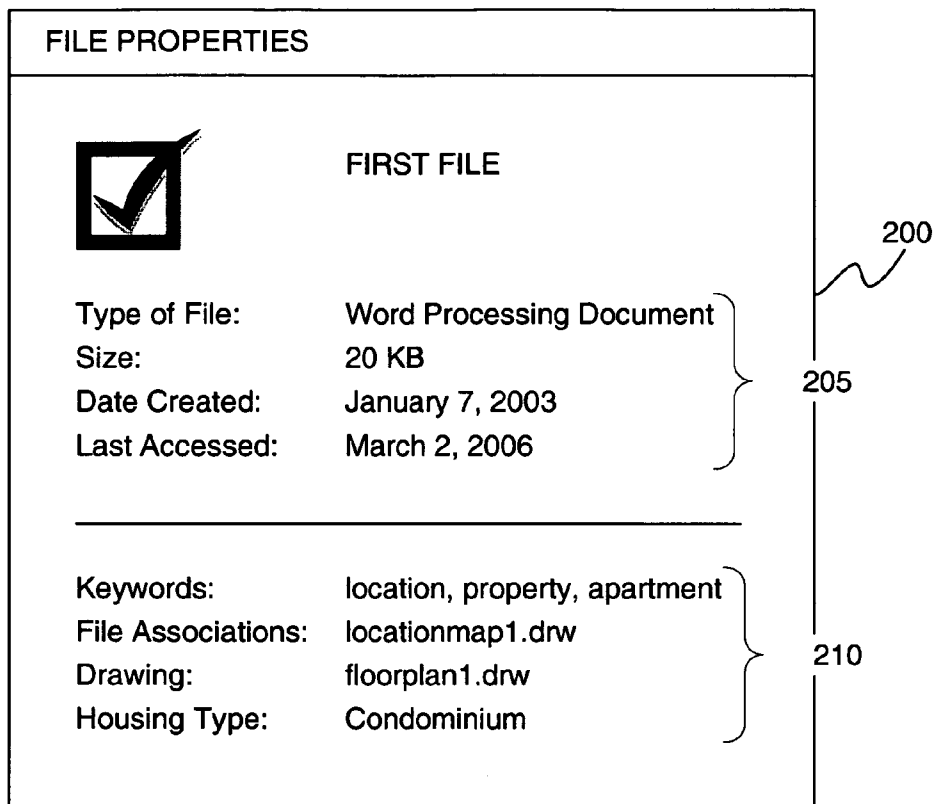 FILE PROPERTIES
FIRST FILE
200
Type of File: Word Processing Document
Size: 20 KB
Date Created: January 7, 2003
Last Accessed: March 2, 2006
205
Keywords: location, property, apartment
File Associations: locationmap1.drw
Drawing: floorplan1.drw
Housing Type: Condominium
210